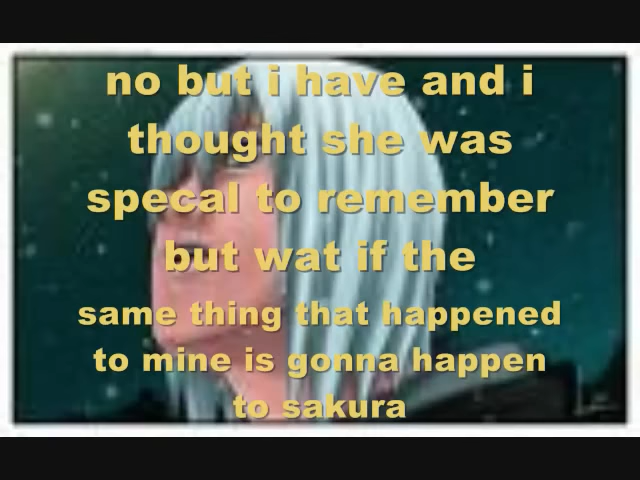 no but i have and i
thought she was
specal to remember
but wat if the
same thing that happened
to mine is gonna happen
to sakura